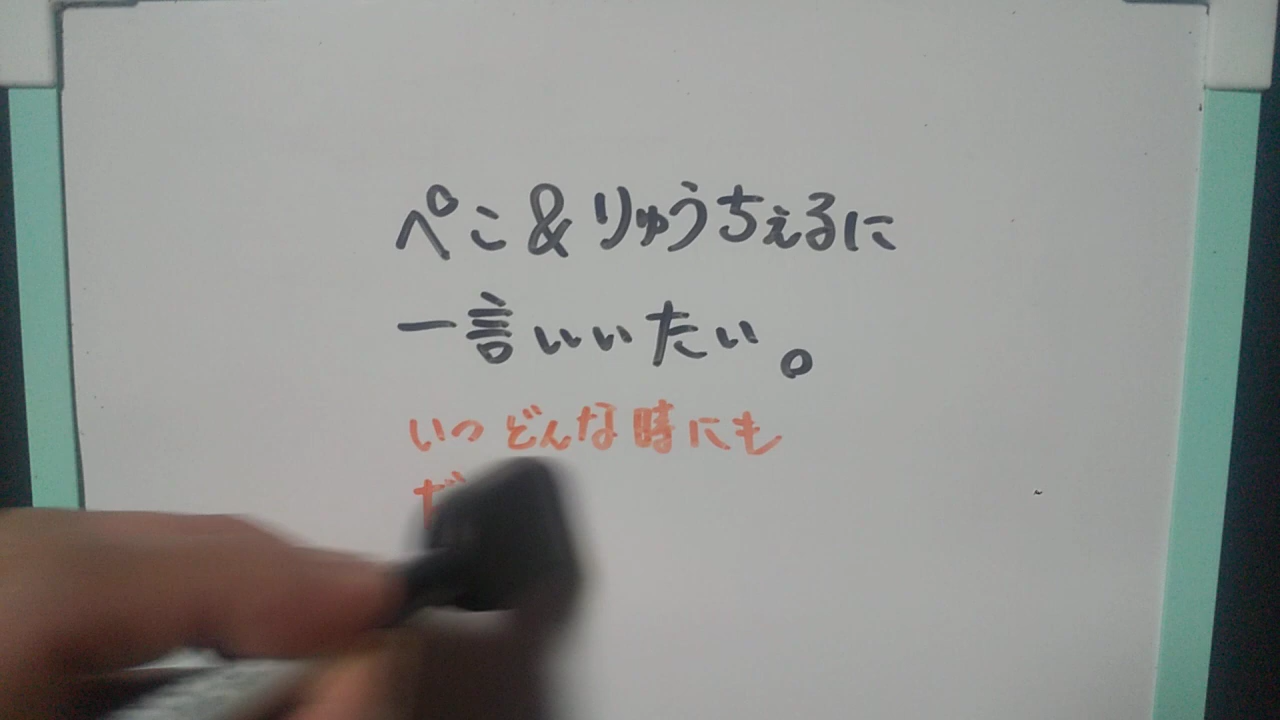 ぺこ&りゅうちぇるに
一言いいたい。
いつどんな時にも
だ